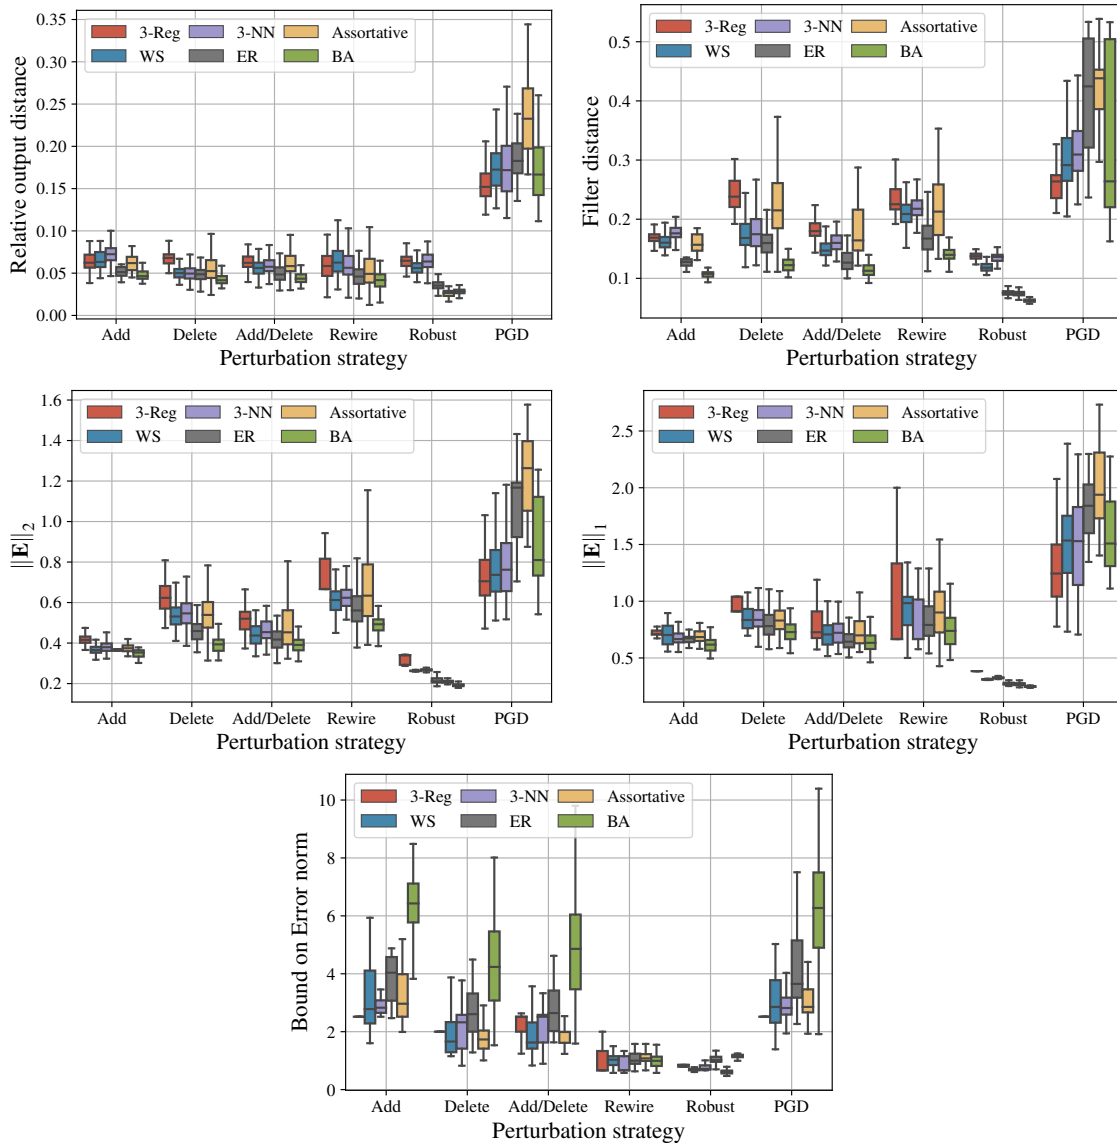 Relative output distance
0.35
0.30
0.25
0.20
0.15
0.10
0.05
0.00
3-Reg 3-NN Assortative
WS ER BA
Add Delete Add/Delete Rewire Robust PGD
Perturbation strategy
Filter distance
0.5
0.4
0.3
0.2
0.1
3-Reg 3-NN Assortative
WS ER BA
Add Delete Add/Delete Rewire Robust PGD
Perturbation strategy
||E||2
1.6
1.4
1.2
1.0
0.8
0.6
0.4
0.2
3-Reg 3-NN Assortative
WS ER BA
Add Delete Add/Delete Rewire Robust PGD
Perturbation strategy
||E||1
2.5
2.0
1.5
1.0
0.5
3-Reg 3-NN Assortative
WS ER BA
Add Delete Add/Delete Rewire Robust PGD
Perturbation strategy
Bound on Error norm
10
8
6
4
2
0
3-Reg 3-NN Assortative
WS ER BA
Add Delete Add/Delete Rewire Robust PGD
Perturbation strategy